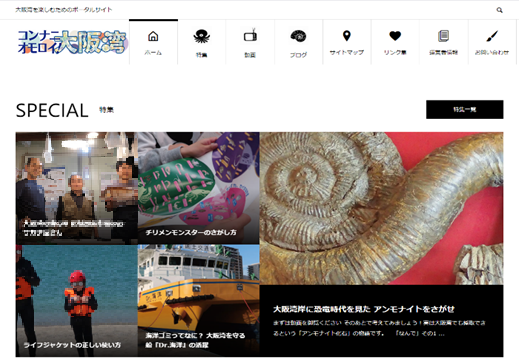 大阪湾を楽しむためのポータルサイト
コンナニ
オモロイ!
大阪湾
ホーム
特集
動画
ブログ
サイトマップ
リンク集
運営者情報
お問い合わせ
SPECIAL 特集
特集一覧
チリメンモンスターのさがし方
ライフジャケットの正しい使い方
海洋ゴミってなに? 大阪湾を守る
船「Dr.海洋」の活躍
大阪湾岸に恐竜時代を見た アンモナイトをさがせ
まずは動画を御覧ください そのあとで考えてみましょう!実は大阪湾でも採取でき
るという「アンモナイト化石」の物語です。 「なんで」その1 ...